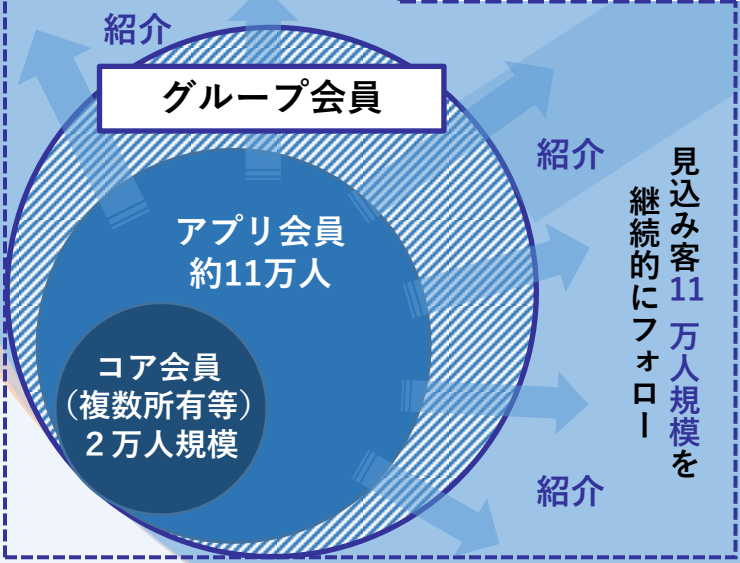 紹介
グループ会員
紹介
アプリ会員
約11万人
コア会員
（複数所有等）
２万人規模
紹介
見込み客11 万人規模を
継続的にフォロー